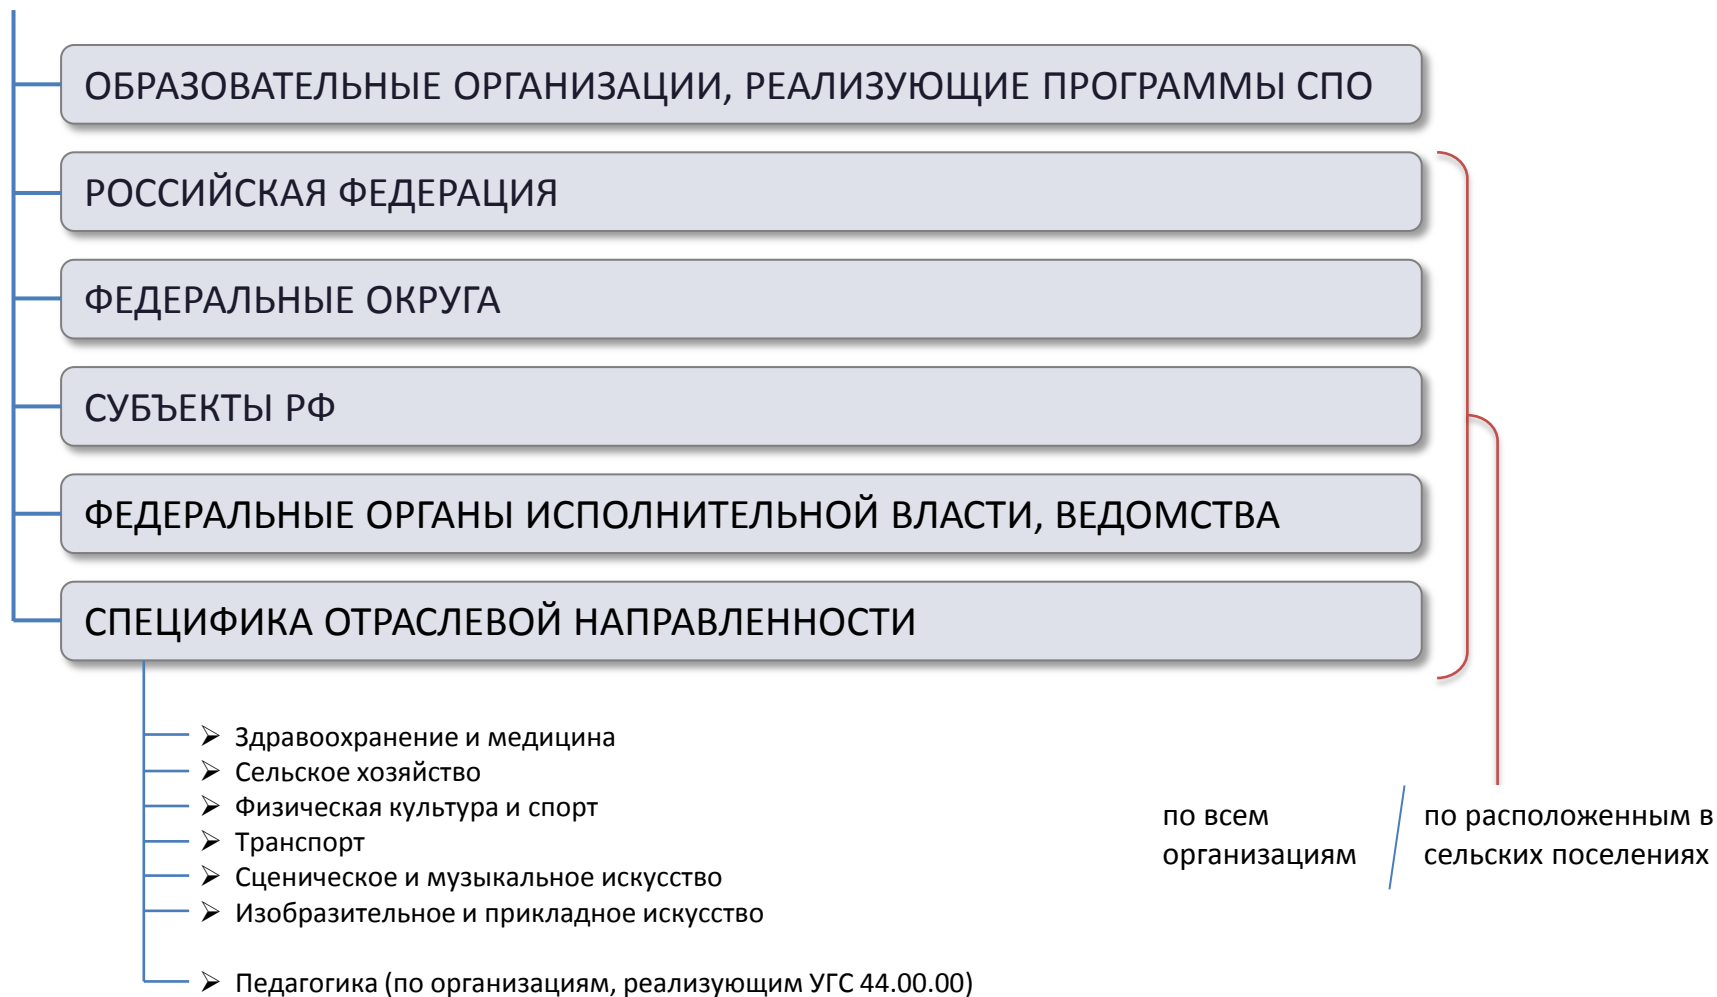 ОБРАЗОВАТЕЛЬНЫЕ ОРГАНИЗАЦИИ, РЕАЛИЗУЮЩИЕ ПРОГРАММЫ СПО
РОССИЙСКАЯ ФЕДЕРАЦИЯ
ФЕДЕРАЛЬНЫЕ ОКРУГА
СУБЪЕКТЫ РФ
ФЕДЕРАЛЬНЫЕ ОРГАНЫ ИСПОЛНИТЕЛЬНОЙ ВЛАСТИ, ВЕДОМСТВА
СПЕЦИФИКА ОТРАСЛЕВОЙ НАПРАВЛЕННОСТИ
Здравоохранение и медицина
Сельское хозяйство
Физическая культура и спорт
Транспорт
Сценическое и музыкальное искусство
Изобразительное и прикладное искусство
Педагогика (по организациям, реализующим УГС 44.00.00)
по всем
организациям
по расположенным в
сельских поселениях